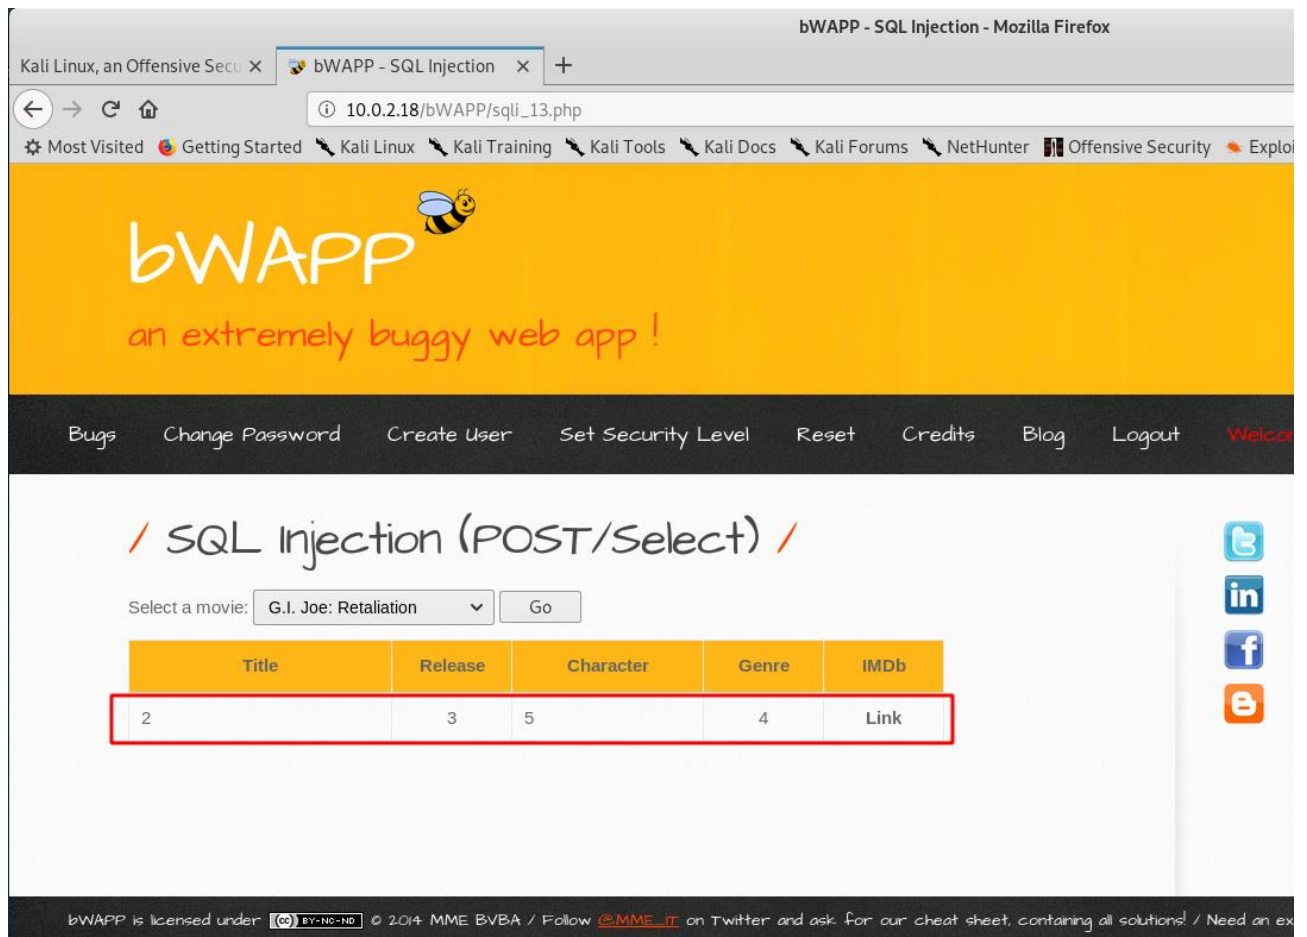 bWAPP - SQL Injection - Mozilla Firefox
Kali Linux, an Offensive Secu × bWAPP - SQL Injection × +
10.0.2.18/bWAPP/sqli_13.php
Most Visited Getting Started Kali Linux Kali Training Kali Tools Kali Docs Kali Forums NetHunter Offensive Security Exploi
bWAPP
an extremely buggy web app !
Bugs Change Password Create User Set Security Level Reset Credits Blog Logout Welcom
/ SQL Injection (POST/Select) /
Select a movie: G.I. Joe: Retaliation Go
Title Release Character Genre IMDb
2 3 5 4 Link
bWAPP is licensed under (cc) BY-NC-ND © 2014 MME BVBA / Follow @MME_IT on Twitter and ask for our cheat sheet, containing all solutions! / Need an ex